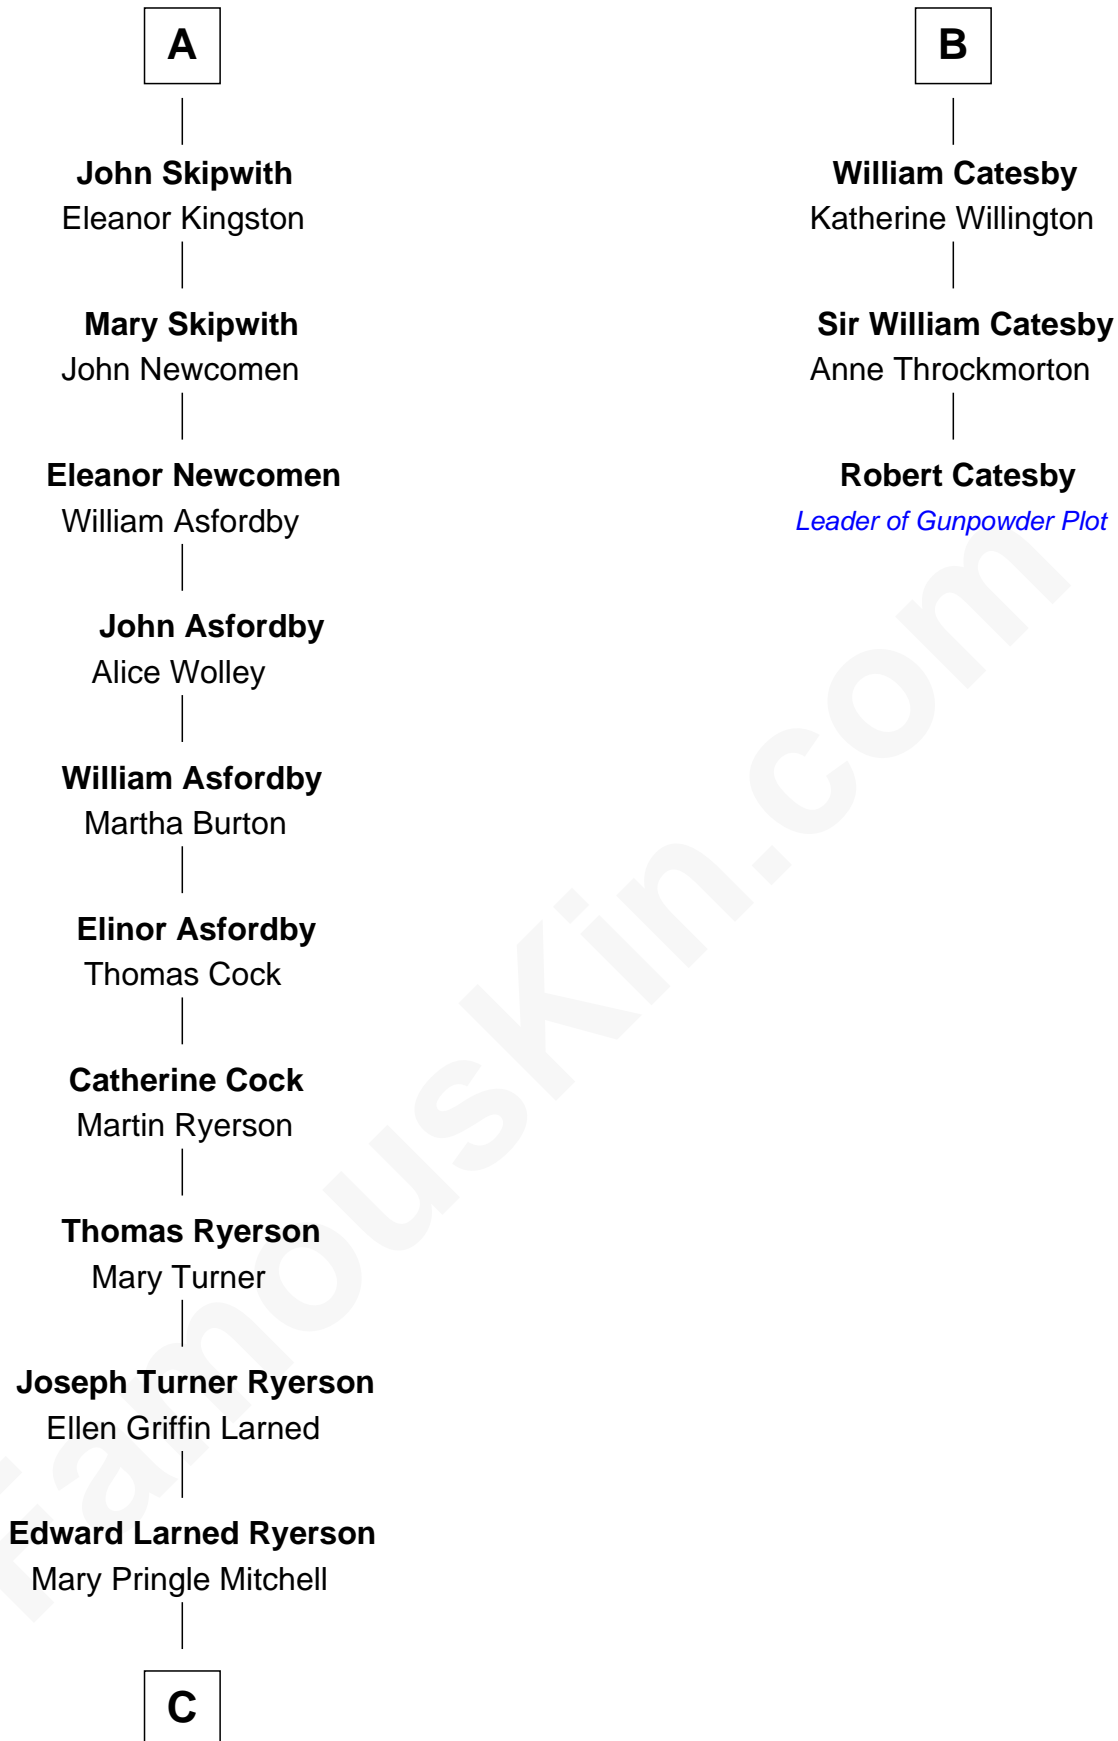 A
John Skipwith
Eleanor Kingston
Mary Skipwith
John Newcomen
Eleanor Newcomen
William Asfordby
John Asfordby
Alice Wolley
William Asfordby
Martha Burton
Elinor Asfordby
Thomas Cock
Catherine Cock
Martin Ryerson
Thomas Ryerson
Mary Turner
Joseph Turner Ryerson
Ellen Griffin Larned
Edward Larned Ryerson
Mary Pringle Mitchell
C
B
William Catesby
Katherine Willington
Sir William Catesby
Anne Throckmorton
Robert Catesby
Leader of Gunpowder Plot
FamousKin.com